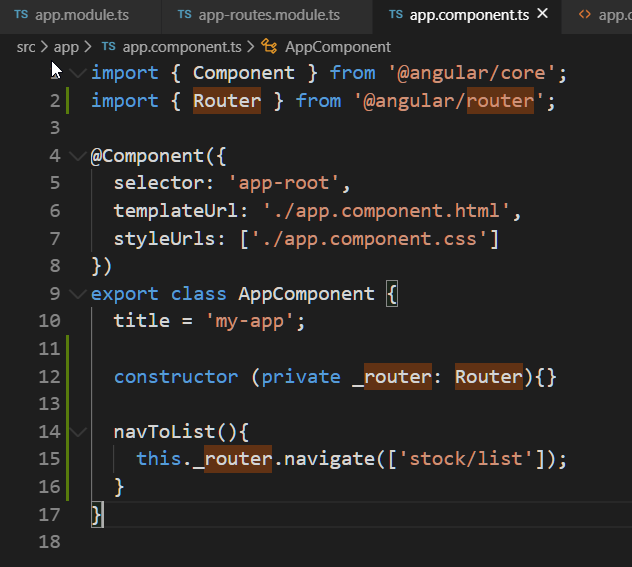 TS app.module.ts TS app-routes.module.ts TS app.component.ts × <> app.c
src > app > TS app.component.ts > AppComponent
import { Component } from '@angular/core';
2 import { Router } from '@angular/router';
3
4 @Component({
5 selector: 'app-root',
6 templateUrl: './app.component.html',
7 styleUrls: ['./app.component.css']
8 })
9 export class AppComponent {
10 title = 'my-app';
11
12 constructor (private _router: Router){}
13
14 navToList(){
15 this._router.navigate(['stock/list']);
16 }
17 }
18